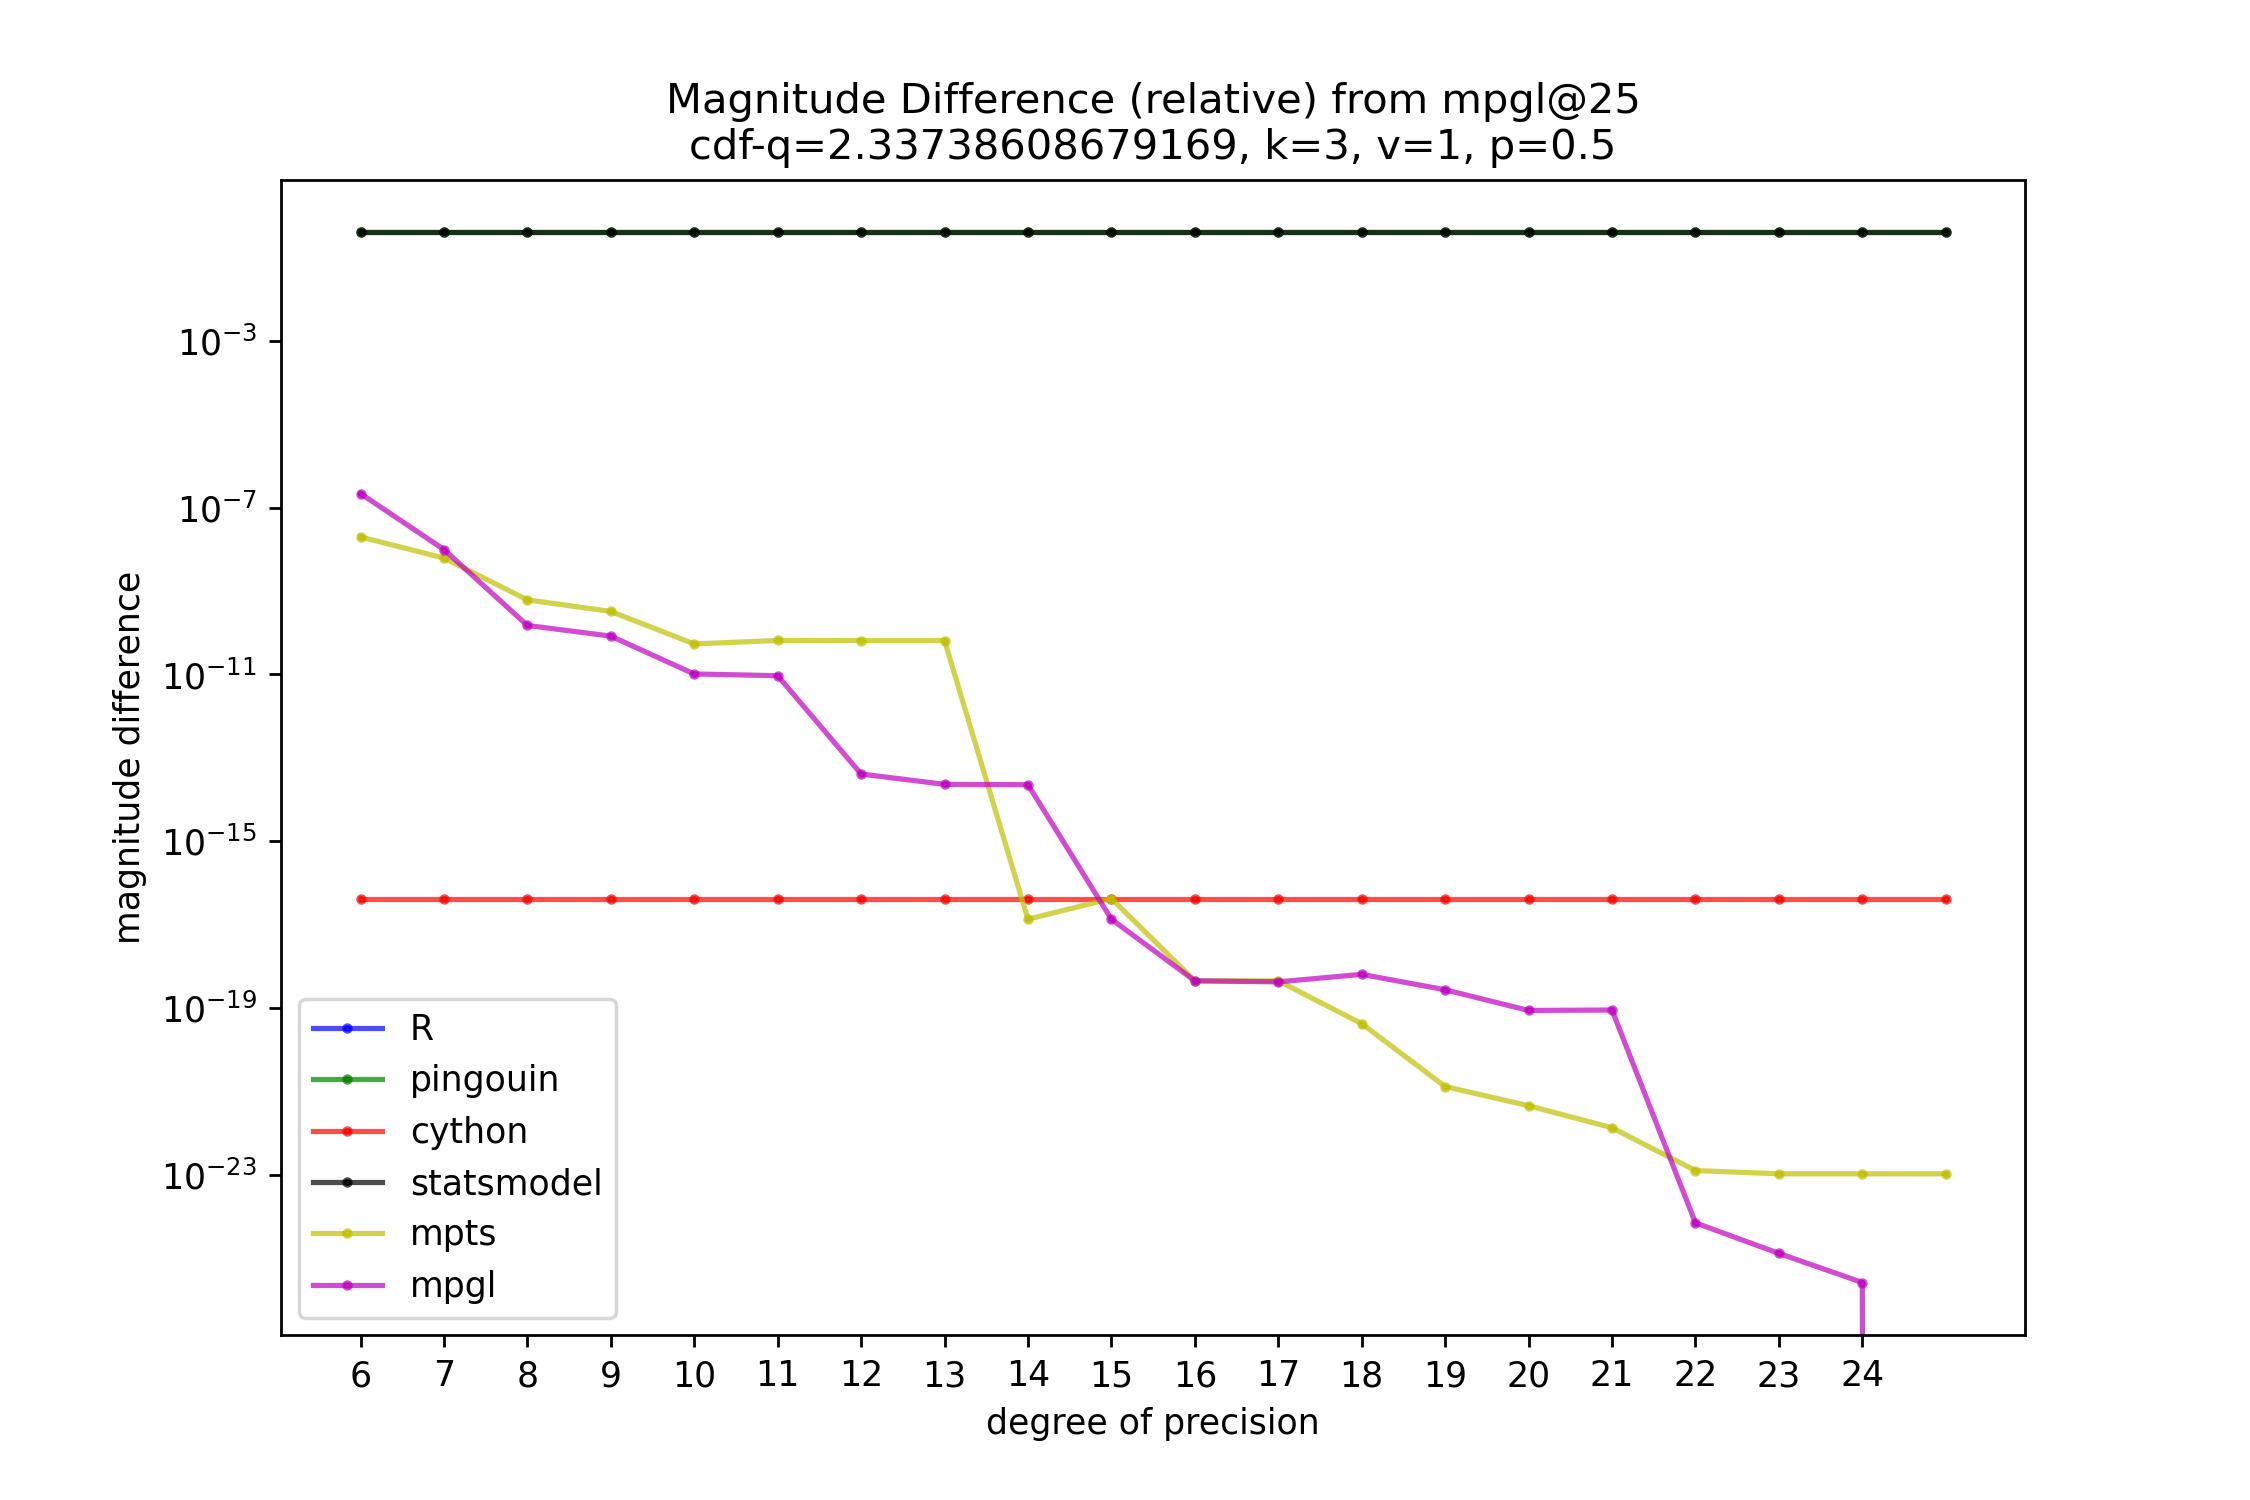 Magnitude Difference (relative) from mpgl@25
cdf-q=2.33738608679169, k=3, v=1, p=0.5
magnitude difference
10⁻³
10⁻⁷
10⁻¹¹
10⁻¹⁵
10⁻¹⁹
10⁻²³
R
pingouin
cython
statsmodel
mpts
mpgl
6 7 8 9 10 11 12 13 14 15 16 17 18 19 20 21 22 23 24
degree of precision